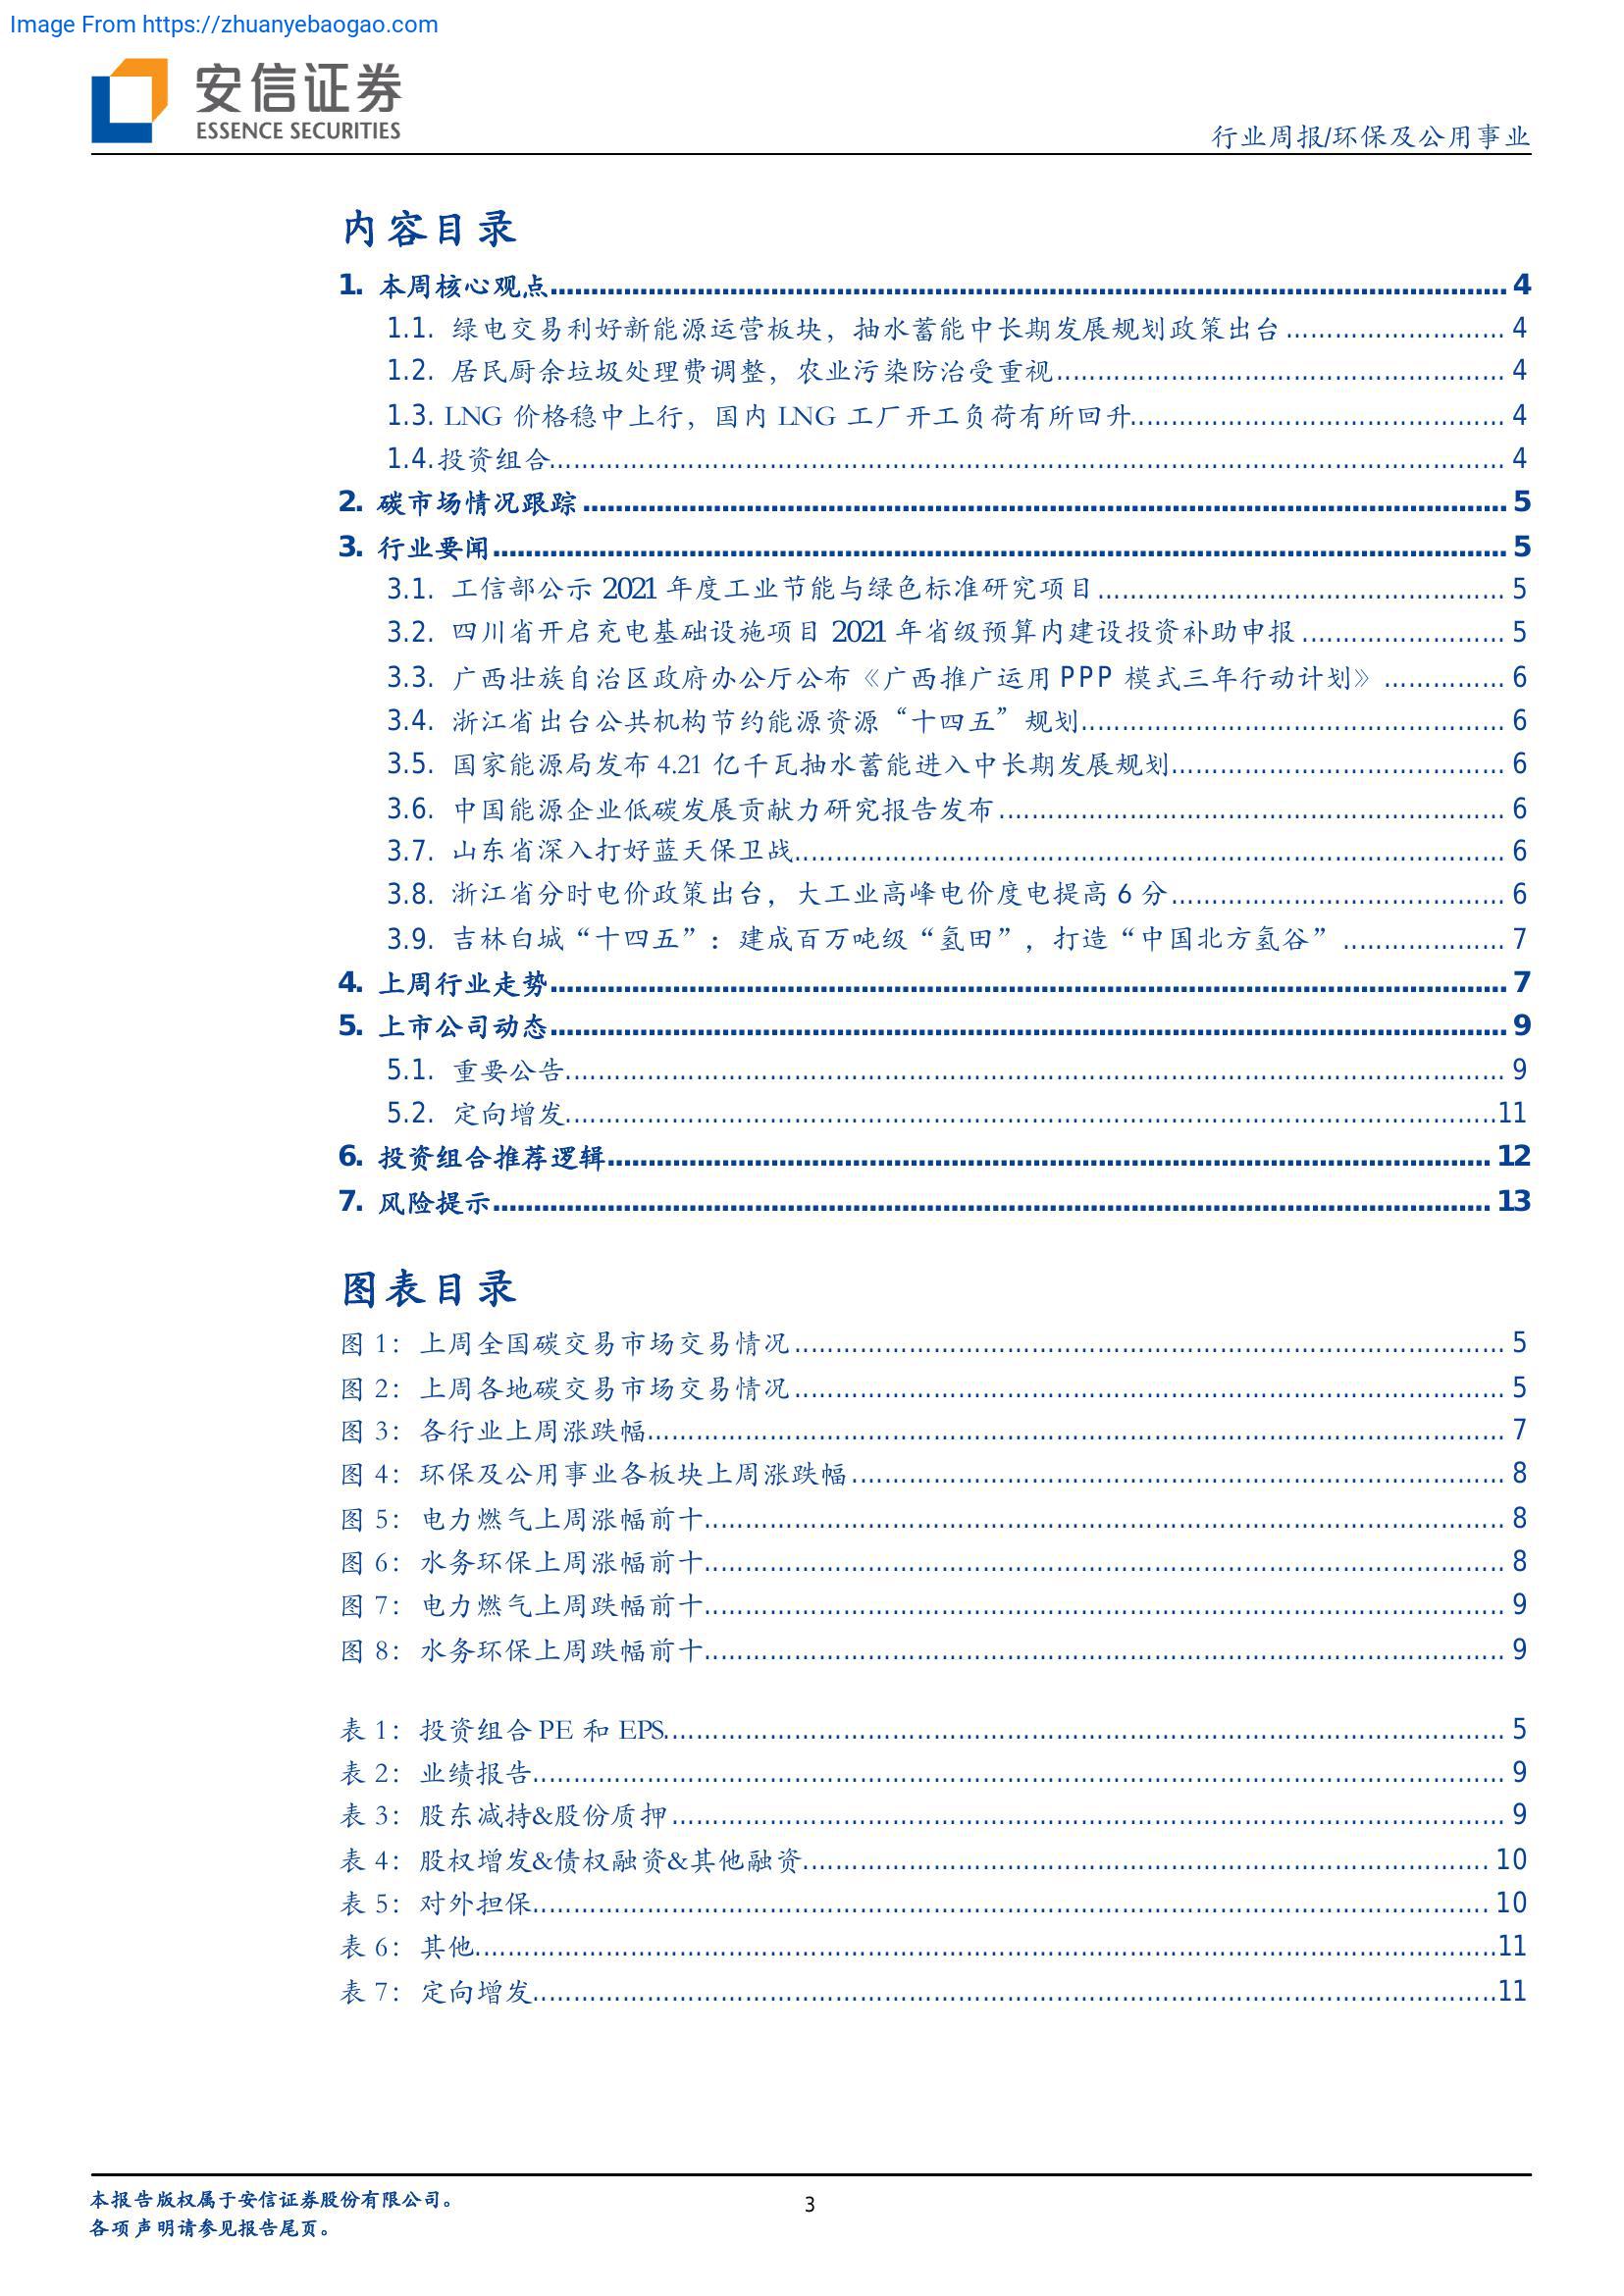 Image From https://zhuanyebaogao.com
安信证券
ESSENCE SECURITIES
行业周报/环保及公用事业
内容目录
1. 本周核心观点 4
1.1. 绿电交易利好新能源运营板块，抽水蓄能中长期发展规划政策出台 4
1.2. 居民厨余垃圾处理费调整，农业污染防治受重视 4
1.3. LNG 价格稳中上行，国内 LNG 工厂开工负荷有所回升 4
1.4. 投资组合 4
2. 碳市场情况跟踪 5
3. 行业要闻 5
3.1. 工信部公示 2021 年度工业节能与绿色标准研究项目 5
3.2. 四川省开启充电基础设施项目 2021 年省级预算内建设投资补助申报 5
3.3. 广西壮族自治区政府办公厅公布《广西推广运用 PPP 模式三年行动计划》 6
3.4. 浙江省出台公共机构节约能源资源“十四五”规划 6
3.5. 国家能源局发布 4.21 亿千瓦抽水蓄能进入中长期发展规划 6
3.6. 中国能源企业低碳发展贡献力研究报告发布 6
3.7. 山东省深入打好蓝天保卫战 6
3.8. 浙江省分时电价政策出台，大工业高峰电价度电提高 6 分 6
3.9. 吉林白城“十四五”：建成百万吨级“氢田”，打造“中国北方氢谷” 7
4. 上周行业走势 7
5. 上市公司动态 9
5.1. 重要公告 9
5.2. 定向增发 11
6. 投资组合推荐逻辑 12
7. 风险提示 13
图表目录
图 1：上周全国碳交易市场交易情况 5
图 2：上周各地碳交易市场交易情况 5
图 3：各行业上周涨跌幅 7
图 4：环保及公用事业各板块上周涨跌幅 8
图 5：电力燃气上周涨幅前十 8
图 6：水务环保上周涨幅前十 8
图 7：电力燃气上周跌幅前十 9
图 8：水务环保上周跌幅前十 9
表 1：投资组合 PE 和 EPS 5
表 2：业绩报告 9
表 3：股东减持&股份质押 9
表 4：股权增发&债权融资&其他融资 10
表 5：对外担保 10
表 6：其他 11
表 7：定向增发 11
本报告版权属于安信证券股份有限公司。
各项声明请参见报告尾页。
3